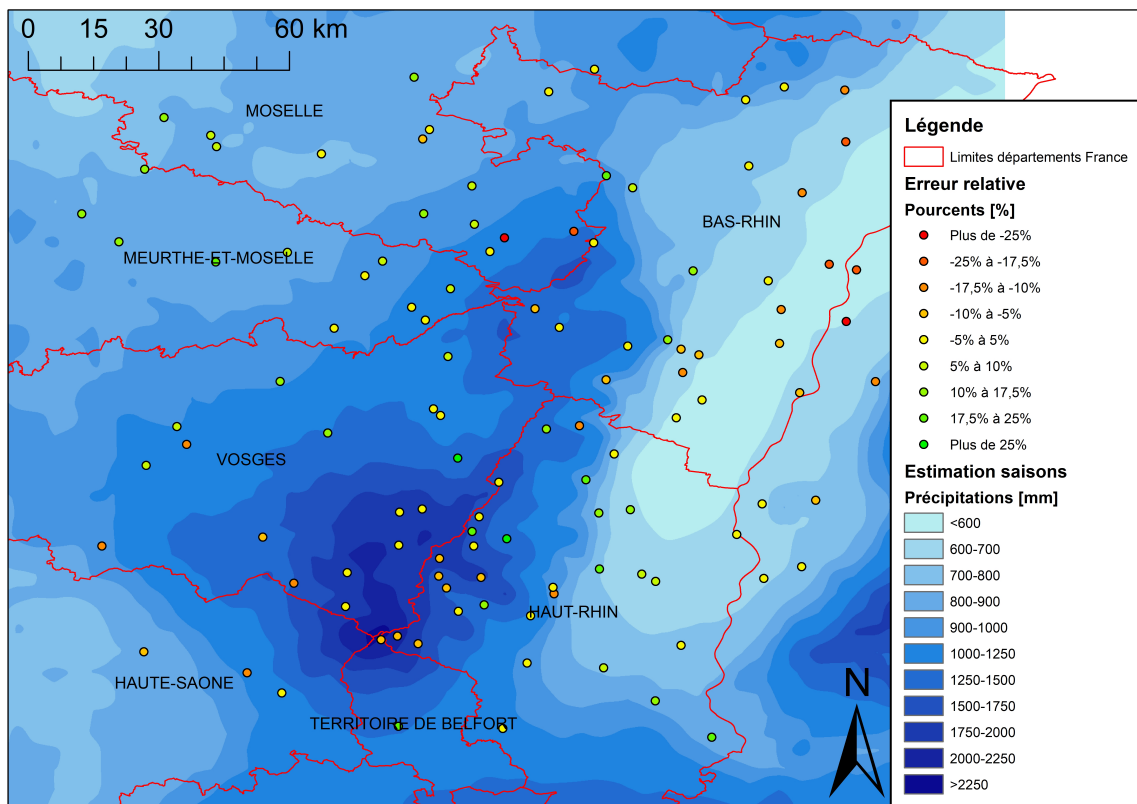 0 15 30 60 km
MOSELLE
BAS-RHIN
MEURTHE-ET-MOSELLE
VOSGES
HAUT-RHIN
HAUTE-SAONE
TERRITOIRE DE BELFORT
N
Légende
Limites départements France
Erreur relative
Pourcents [%]
Plus de -25%
-25% à -17,5%
-17,5% à -10%
-10% à -5%
-5% à 5%
5% à 10%
10% à 17,5%
17,5% à 25%
Plus de 25%
Estimation saisons
Précipitations [mm]
<600
600-700
700-800
800-900
900-1000
1000-1250
1250-1500
1500-1750
1750-2000
2000-2250
>2250